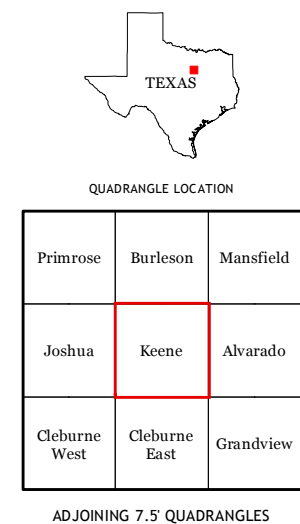 TEXAS
QUADRANGLE LOCATION
Primrose
Burleson
Mansfield
Joshua
Keene
Alvarado
Cleburne
West
Cleburne
East
Grandview
ADJOINING 7.5' QUADRANGLES